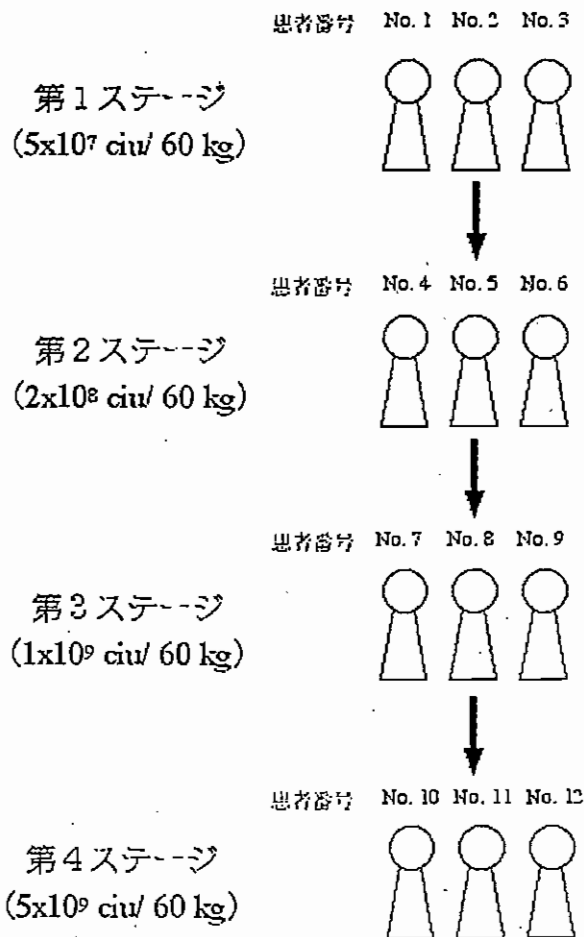 患者番号 No. 1 No. 2 No. 3
第1ステージ
(5x10⁷ ciu/ 60 kg)
患者番号 No. 4 No. 5 No. 6
第2ステージ
(2x10⁸ ciu/ 60 kg)
患者番号 No. 7 No. 8 No. 9
第3ステージ
(1x10⁹ ciu/ 60 kg)
患者番号 No. 10 No. 11 No. 12
第4ステージ
(5x10⁹ ciu/ 60 kg)